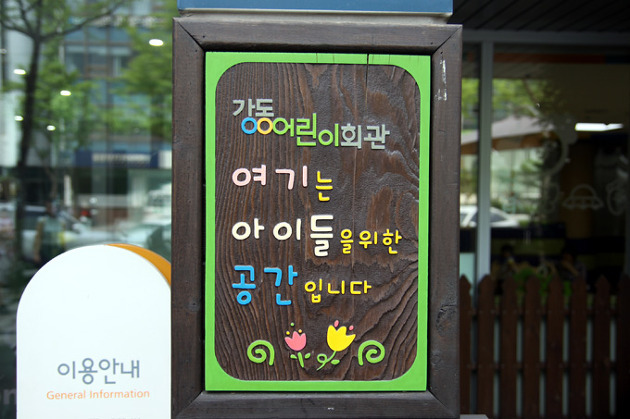 강동어린이회관
여기는
아이들을위한
공간입니다
이용안내
General Information